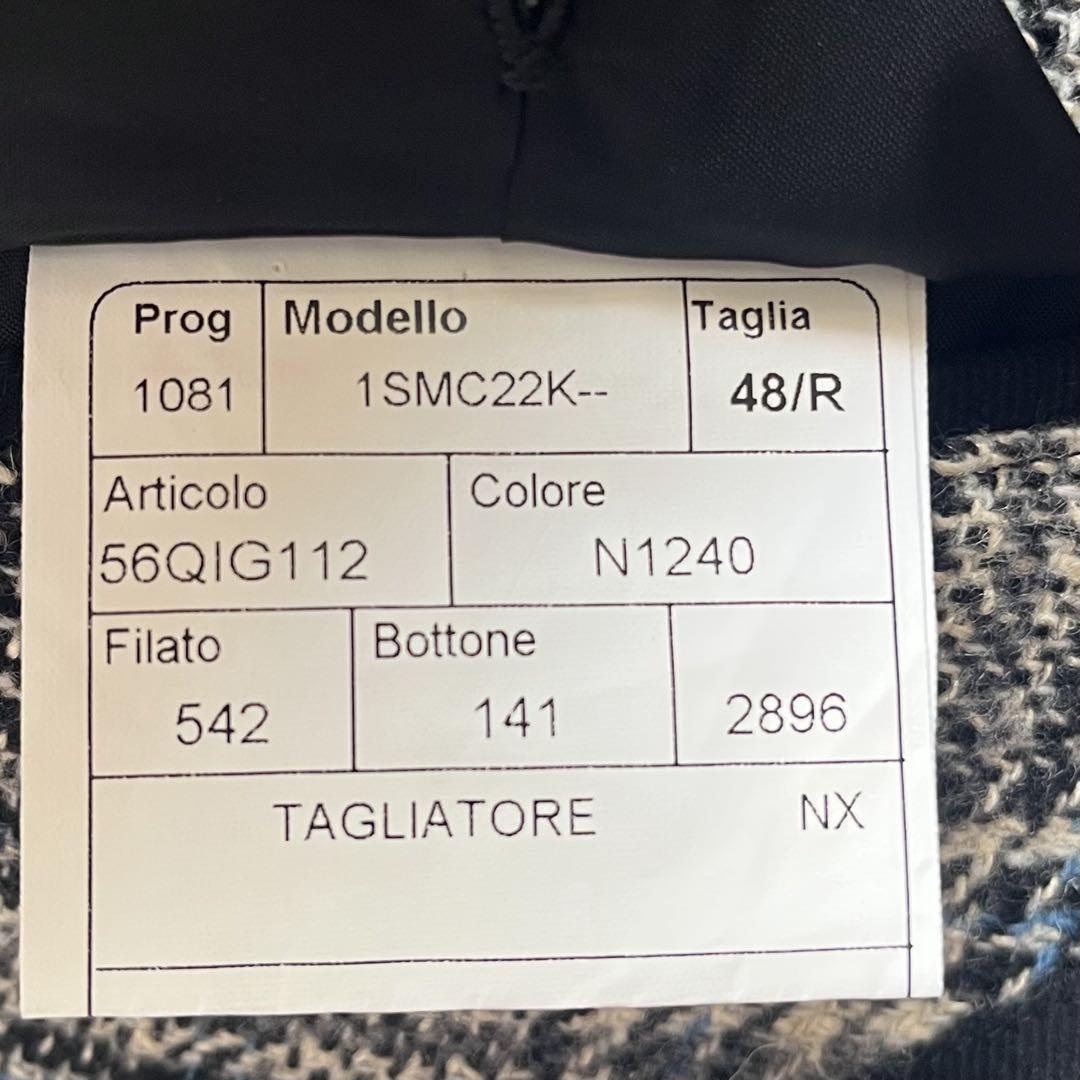 Prog Modello Taglia
1081 1SMC22K-- 48/R
Articolo Colore
56QIG112 N1240
Filato Bottone
542 141 2896
TAGLIATORE NX